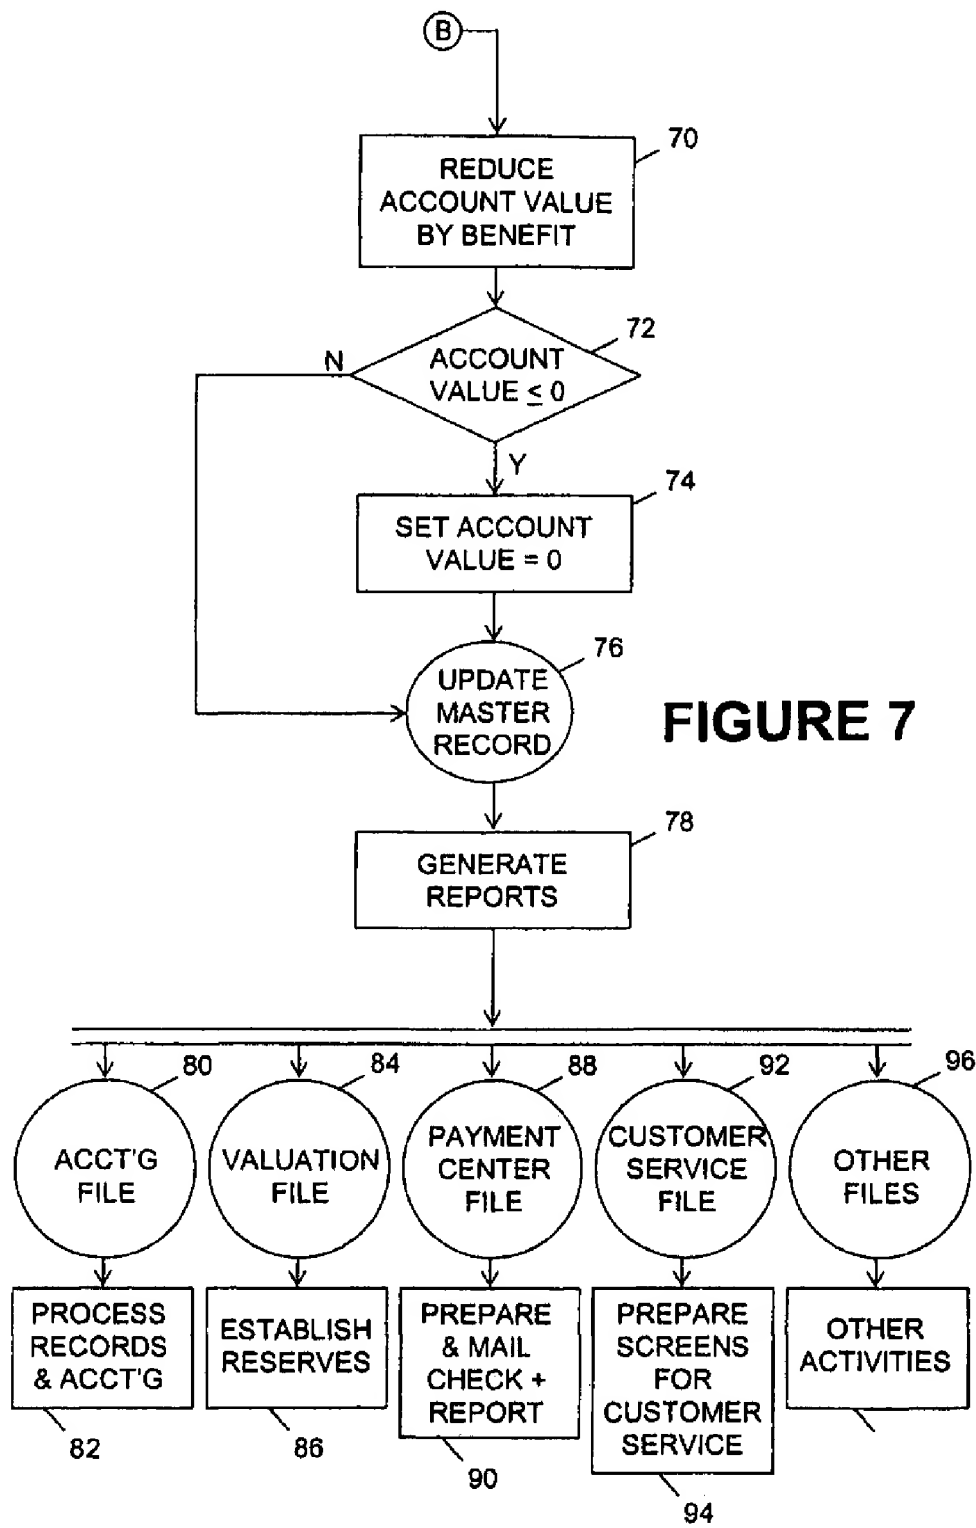 B
70
REDUCE
ACCOUNT VALUE
BY BENEFIT
72
N
ACCOUNT
VALUE ≤ 0
Y
74
SET ACCOUNT
VALUE = 0
76
UPDATE
MASTER
RECORD
FIGURE 7
78
GENERATE
REPORTS
80
ACCT'G
FILE
84
VALUATION
FILE
88
PAYMENT
CENTER
FILE
92
CUSTOMER
SERVICE
FILE
96
OTHER
FILES
PROCESS
RECORDS
& ACCT'G
82
ESTABLISH
RESERVES
86
PREPARE
& MAIL
CHECK +
REPORT
90
PREPARE
SCREENS
FOR
CUSTOMER
SERVICE
94
OTHER
ACTIVITIES